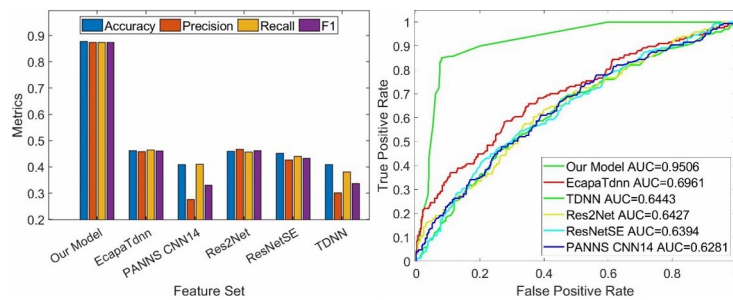 Accuracy Precision Recall F1
Metrics
0.9
0.8
0.7
0.6
0.5
0.4
0.3
0.2
Our Model
EcapaTdnn
PANNS CNN14
Res2Net
ResNetSE
TDNN
Feature Set
True Positive Rate
1
0.9
0.8
0.7
0.6
0.5
0.4
0.3
0.2
0.1
0
Our Model AUC=0.9506
EcapaTdnn AUC=0.6961
TDNN AUC=0.6443
Res2Net AUC=0.6427
ResNetSE AUC=0.6394
PANNS CNN14 AUC=0.6281
0 0.2 0.4 0.6 0.8
False Positive Rate